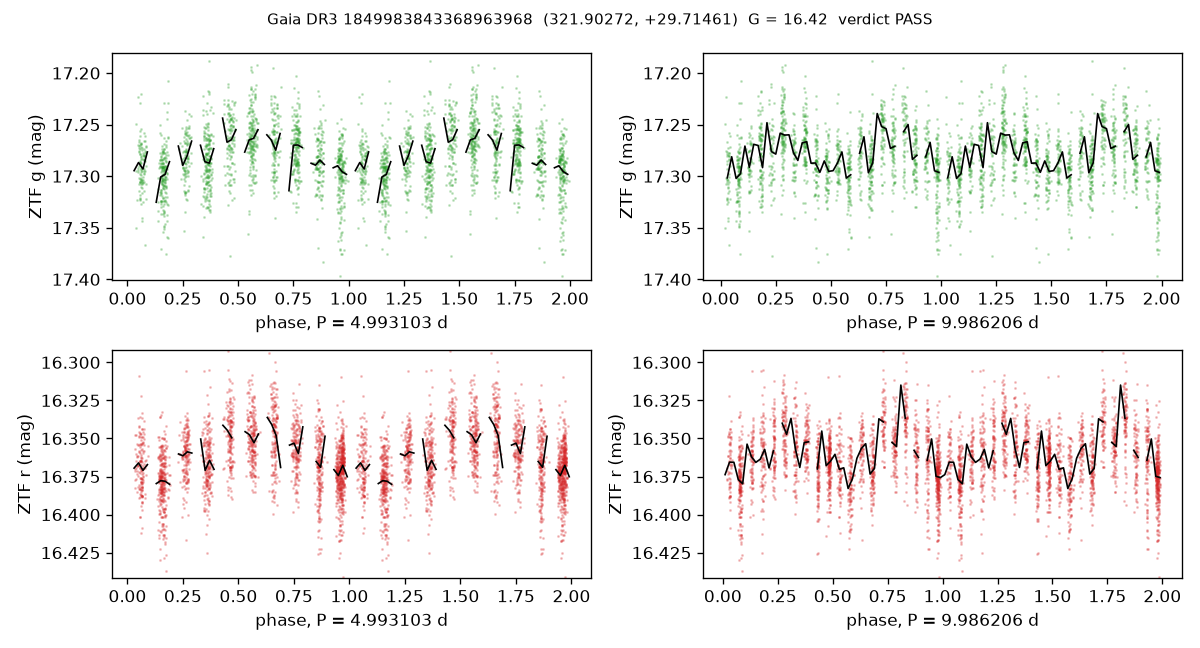 Gaia DR3 1849983843368963968 (321.90272, +29.71461) G = 16.42 verdict PASS
ZTF g (mag)
17.20
17.25
17.30
17.35
17.40
0.00 0.25 0.50 0.75 1.00 1.25 1.50 1.75 2.00
phase, P = 4.993103 d
ZTF g (mag)
17.20
17.25
17.30
17.35
17.40
0.00 0.25 0.50 0.75 1.00 1.25 1.50 1.75 2.00
phase, P = 9.986206 d
ZTF r (mag)
16.300
16.325
16.350
16.375
16.400
16.425
0.00 0.25 0.50 0.75 1.00 1.25 1.50 1.75 2.00
phase, P = 4.993103 d
ZTF r (mag)
16.300
16.325
16.350
16.375
16.400
16.425
0.00 0.25 0.50 0.75 1.00 1.25 1.50 1.75 2.00
phase, P = 9.986206 d